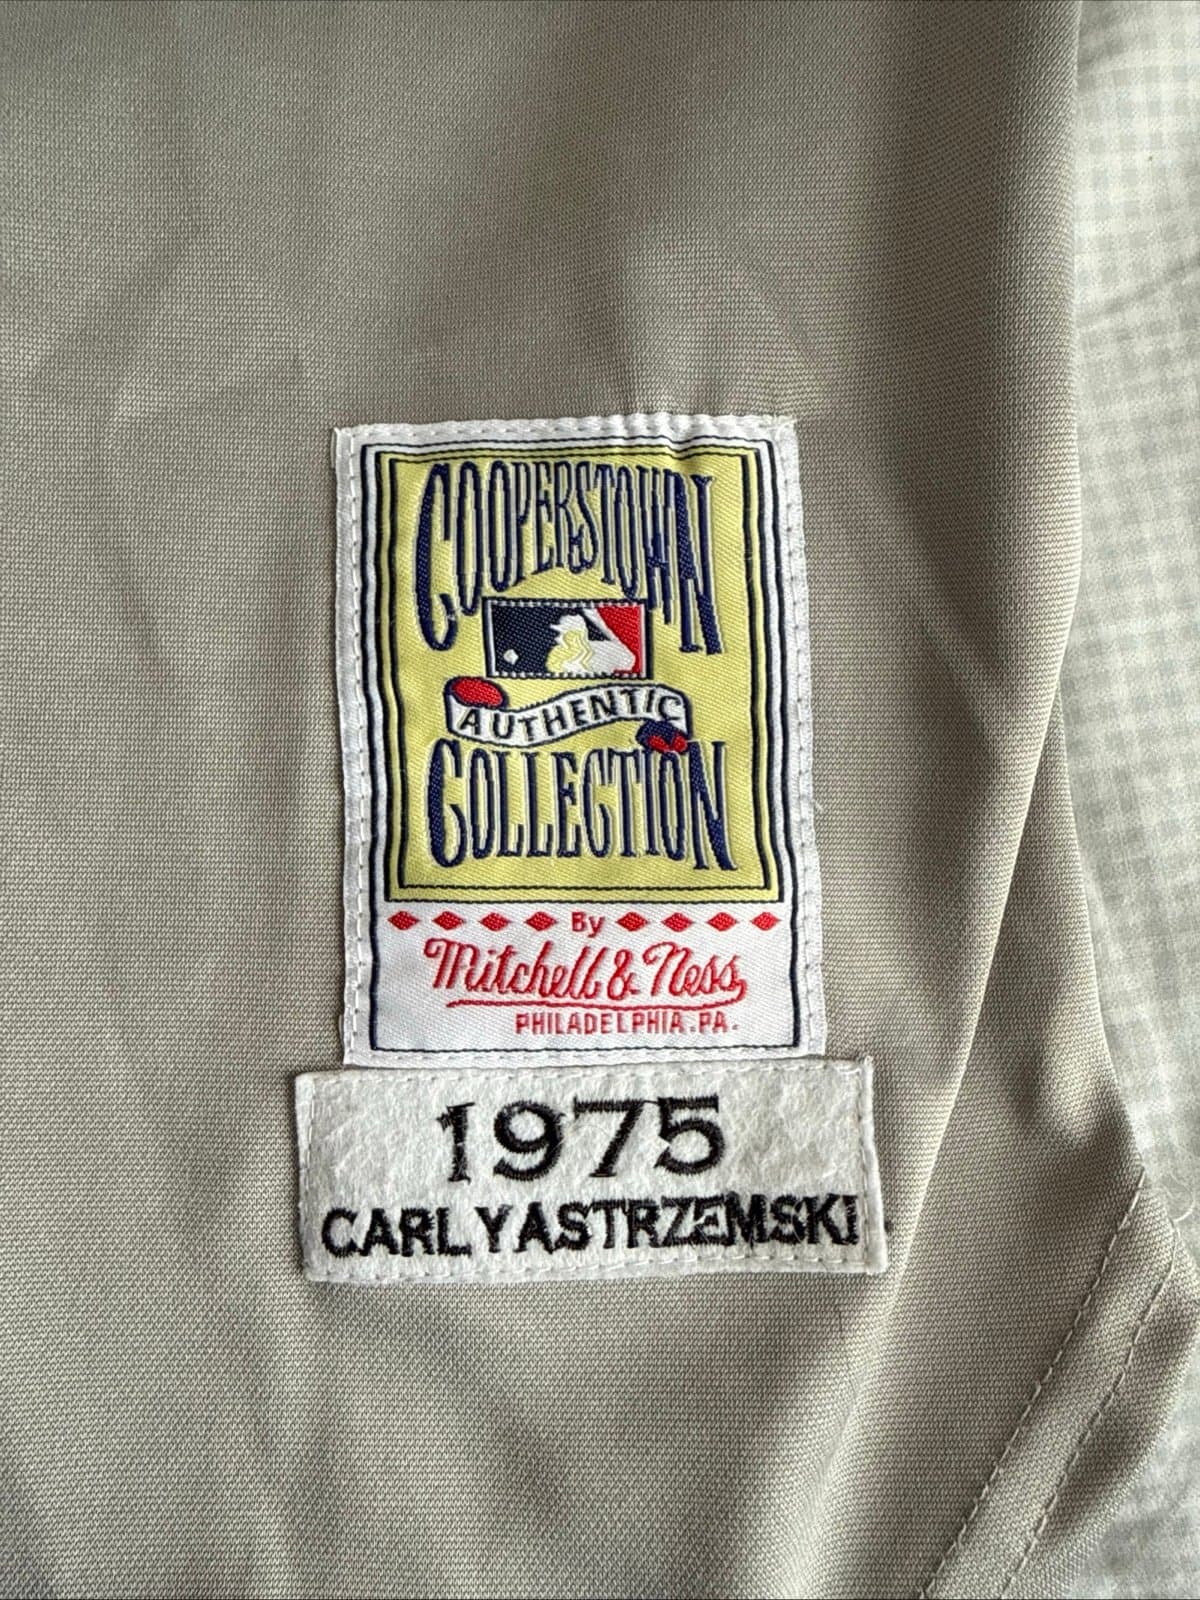 COOPERSTOWN
AUTHENTIC
COLLECTION
By
Mitchell & Ness
PHILADELPHIA.PA.
1975
CARL YASTRZEMSKI